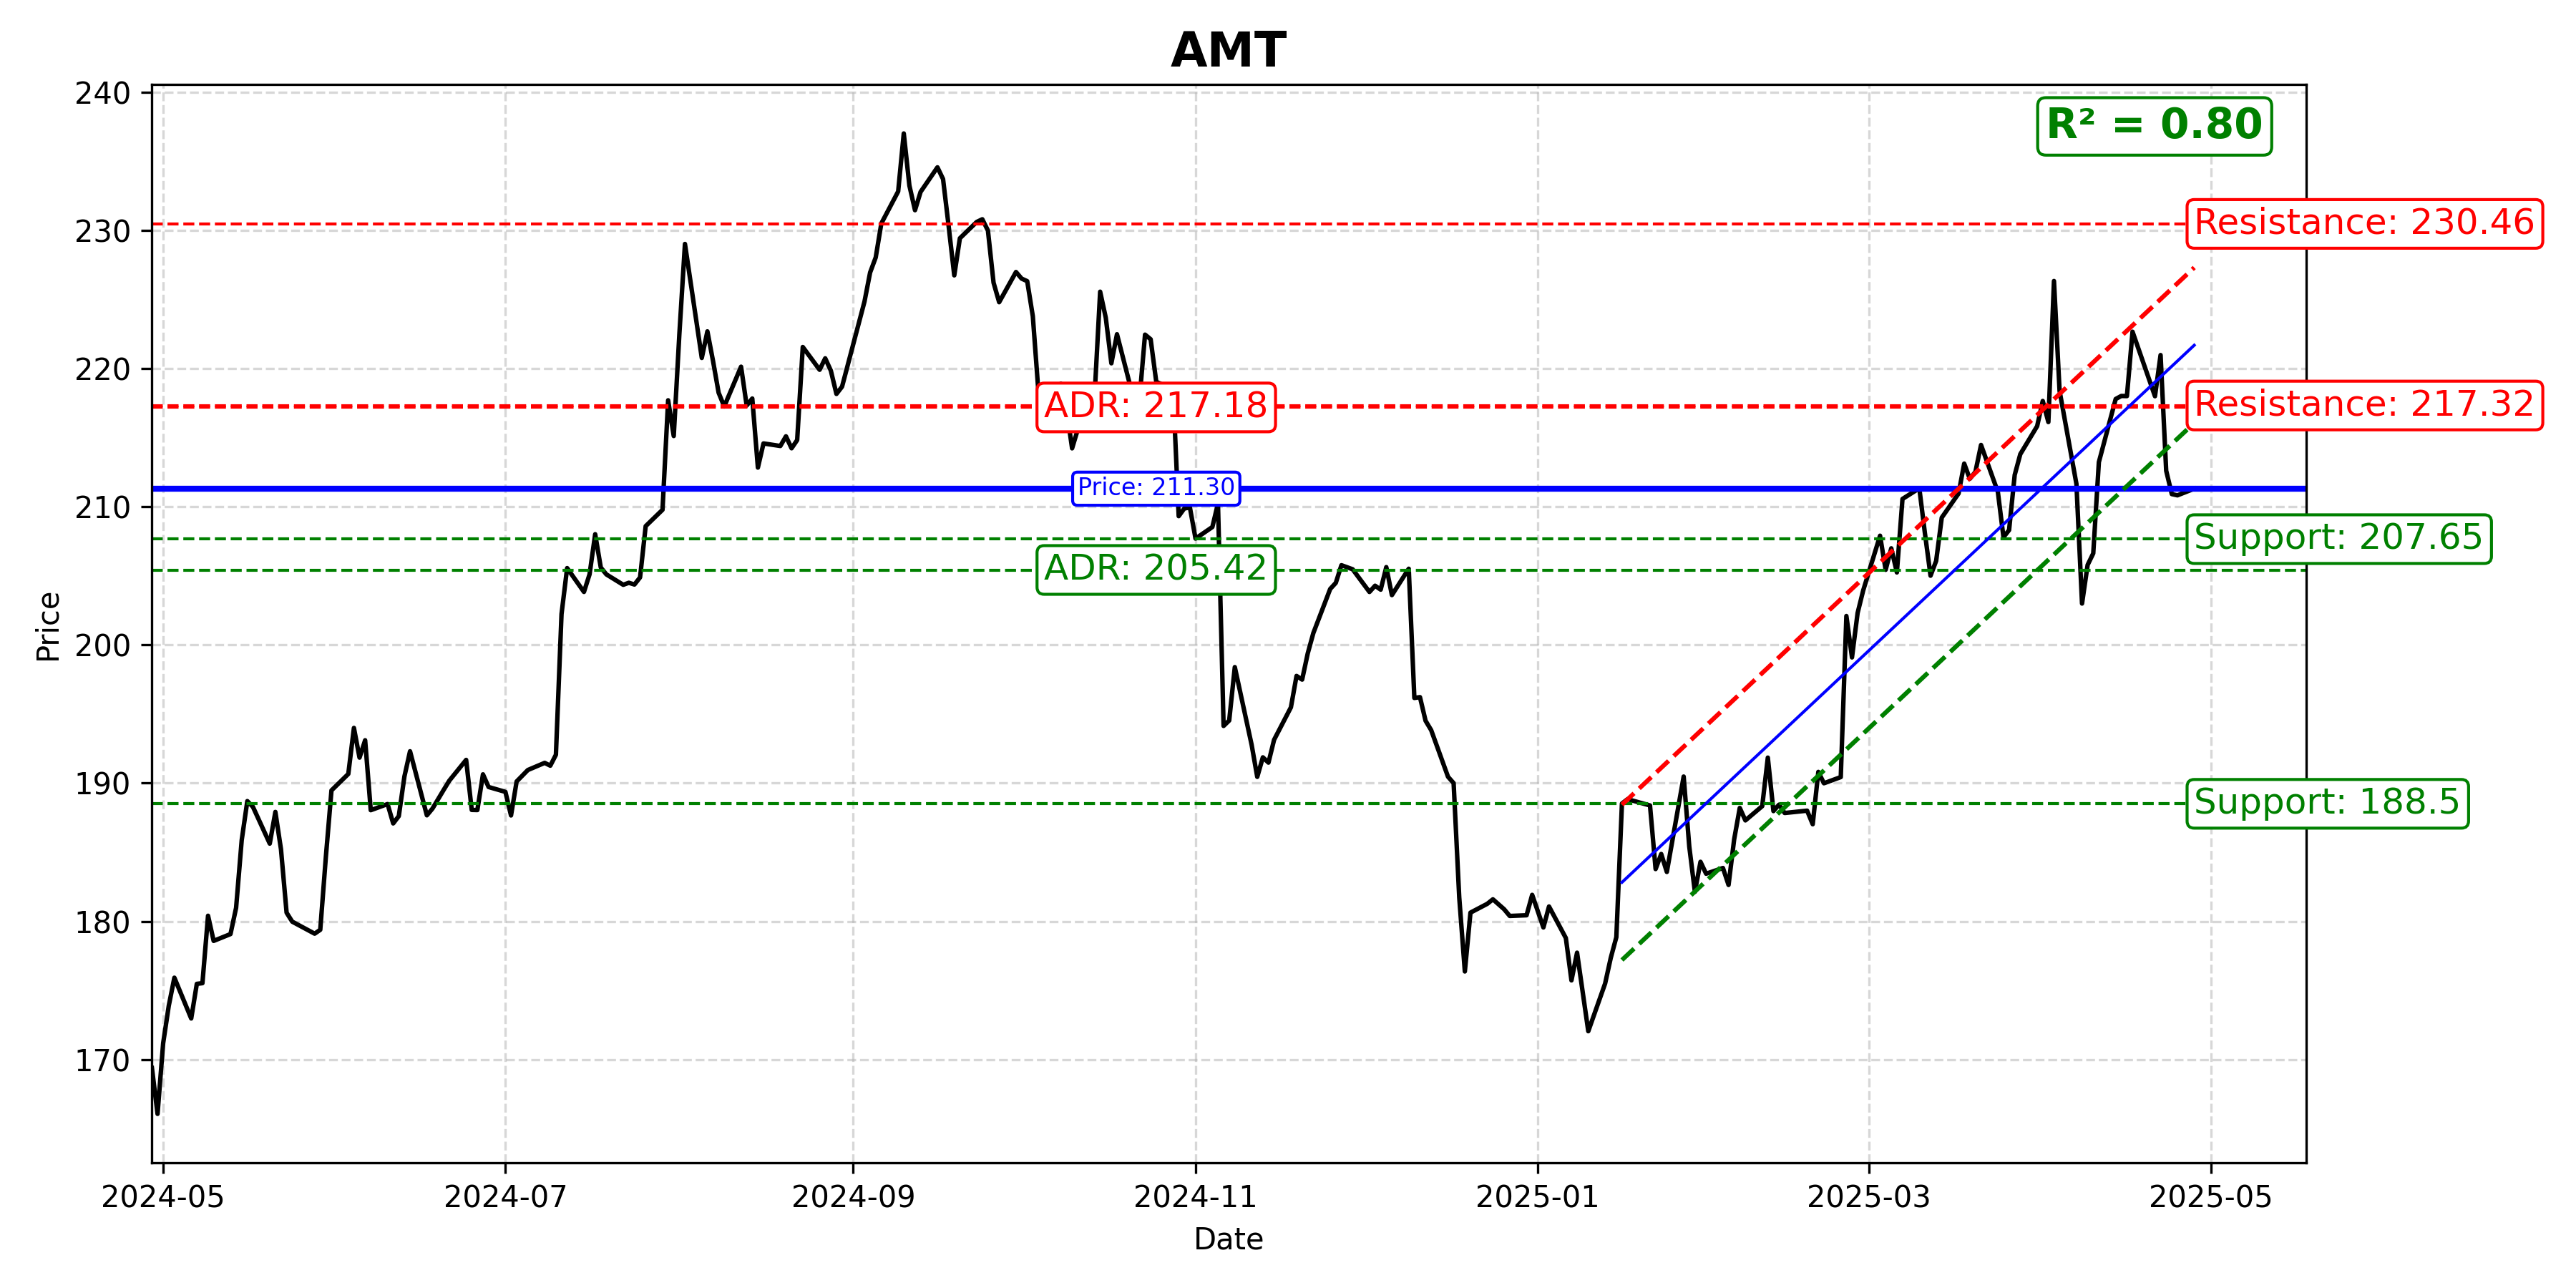 AMT
R² = 0.80
240
230
220
210
200
190
180
170
Price
Resistance: 230.46
ADR: 217.18
Resistance: 217.32
Price: 211.30
Support: 207.65
ADR: 205.42
Support: 188.5
2024-05
2024-07
2024-09
2024-11
2025-01
2025-03
2025-05
Date